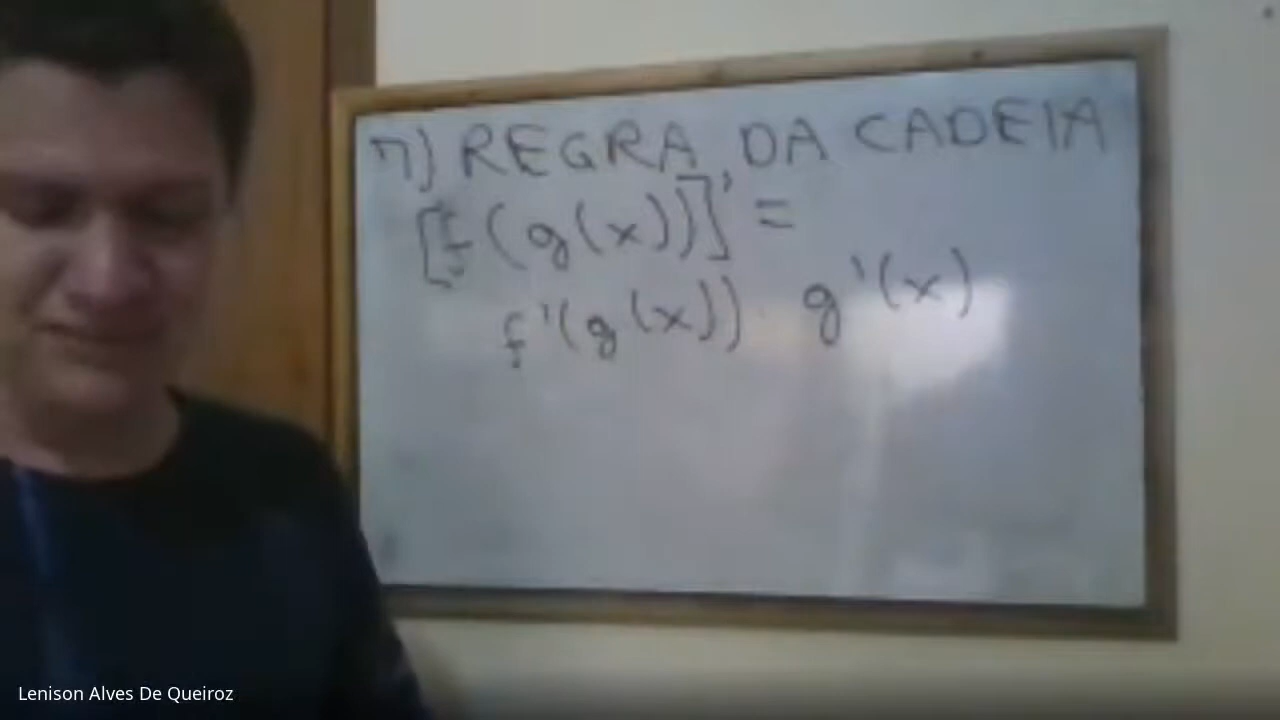 7) REGRA DA CADEIA
[f(g(x))]' =
f'(g(x)) g'(x)
Lenison Alves De Queiroz